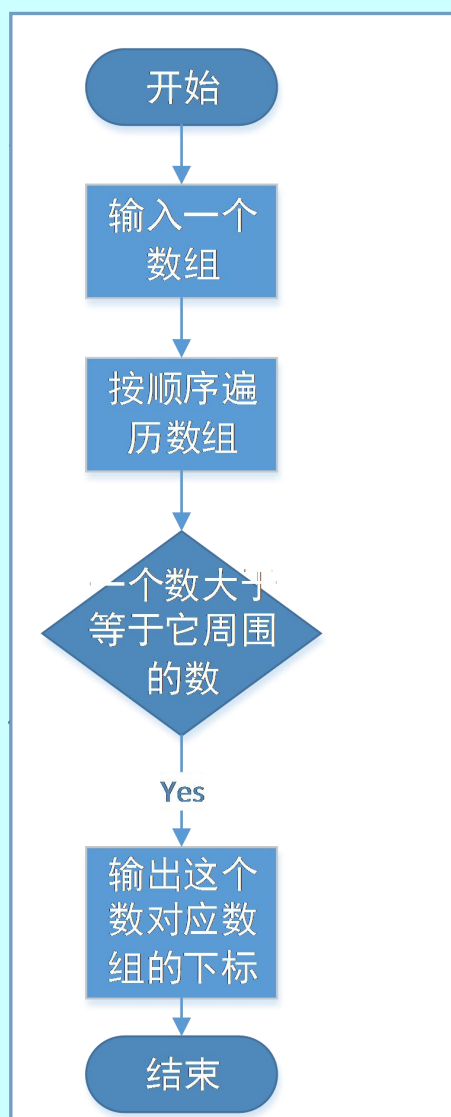 开始
输入一个
数组
按顺序遍
历数组
一个数大于
等于它周围
的数
Yes
输出这个
数对应数
组的下标
结束